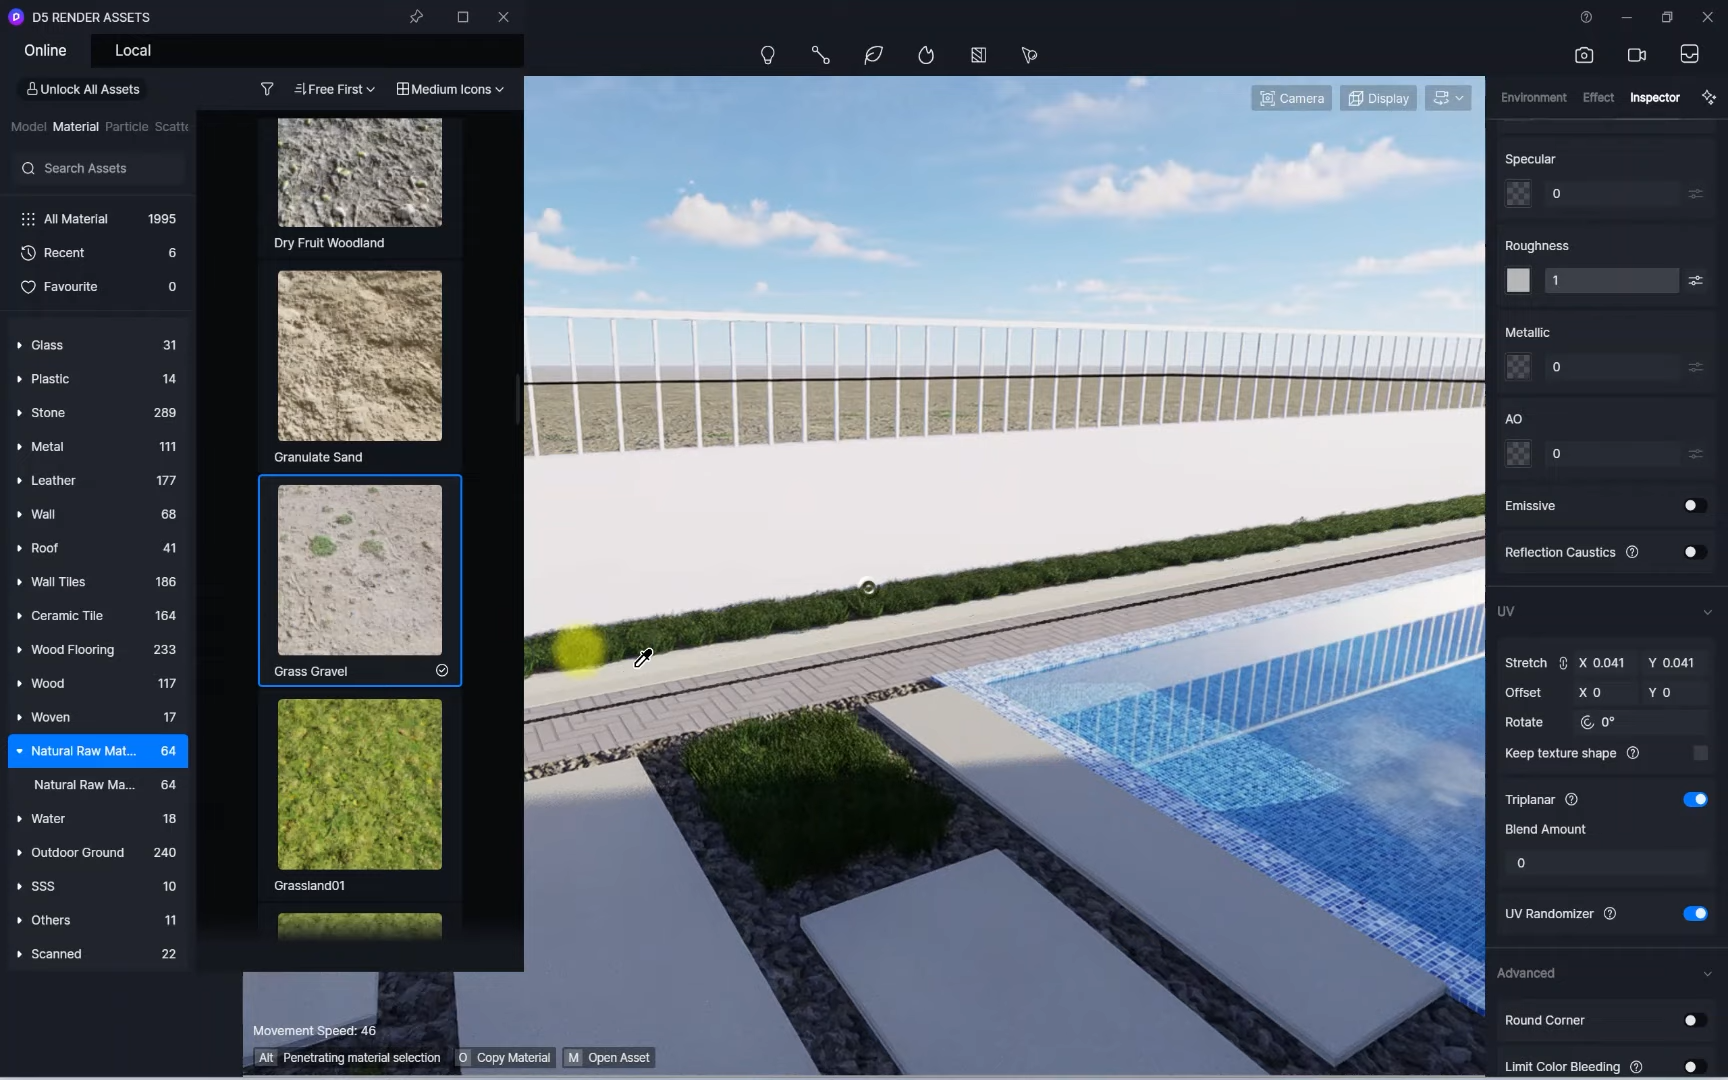 D5 RENDER ASSETS
Online
Local
Unlock All Assets
Free First
Medium Icons
Model
Material
Particle
Scatte
Search Assets
All Material 1995
Recent 6
Favourite 0
Glass 31
Plastic 14
Stone 289
Metal 111
Leather 177
Wall 68
Roof 41
Wall Tiles 186
Ceramic Tile 164
Wood Flooring 233
Wood 117
Woven 17
Natural Raw Mat... 64
Natural Raw Ma... 64
Water 18
Outdoor Ground 240
SSS 10
Others 11
Scanned 22
Dry Fruit Woodland
Granulate Sand
Grass Gravel
Grassland01
Camera
Display
Movement Speed: 46
Alt Penetrating material selection O Copy Material M Open Asset
Environment
Effect
Inspector
Specular
0
Roughness
1
Metallic
0
AO
0
Emissive
Reflection Caustics
UV
Stretch X 0.041 Y 0.041
Offset X 0 Y 0
Rotate 0°
Keep texture shape
Triplanar
Blend Amount
0
UV Randomizer
Advanced
Round Corner
Limit Color Bleeding